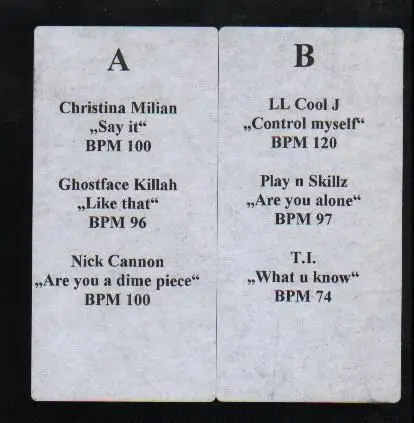 A
Christina Milian
„Say it“
BPM 100
Ghostface Killah
„Like that“
BPM 96
Nick Cannon
„Are you a dime piece“
BPM 100
B
LL Cool J
„Control myself“
BPM 120
Play n Skillz
„Are you alone“
BPM 97
T.I.
„What u know“
BPM 74